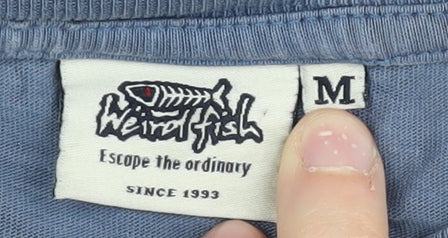 Weird fish
M
Escape the ordinary
SINCE 1993